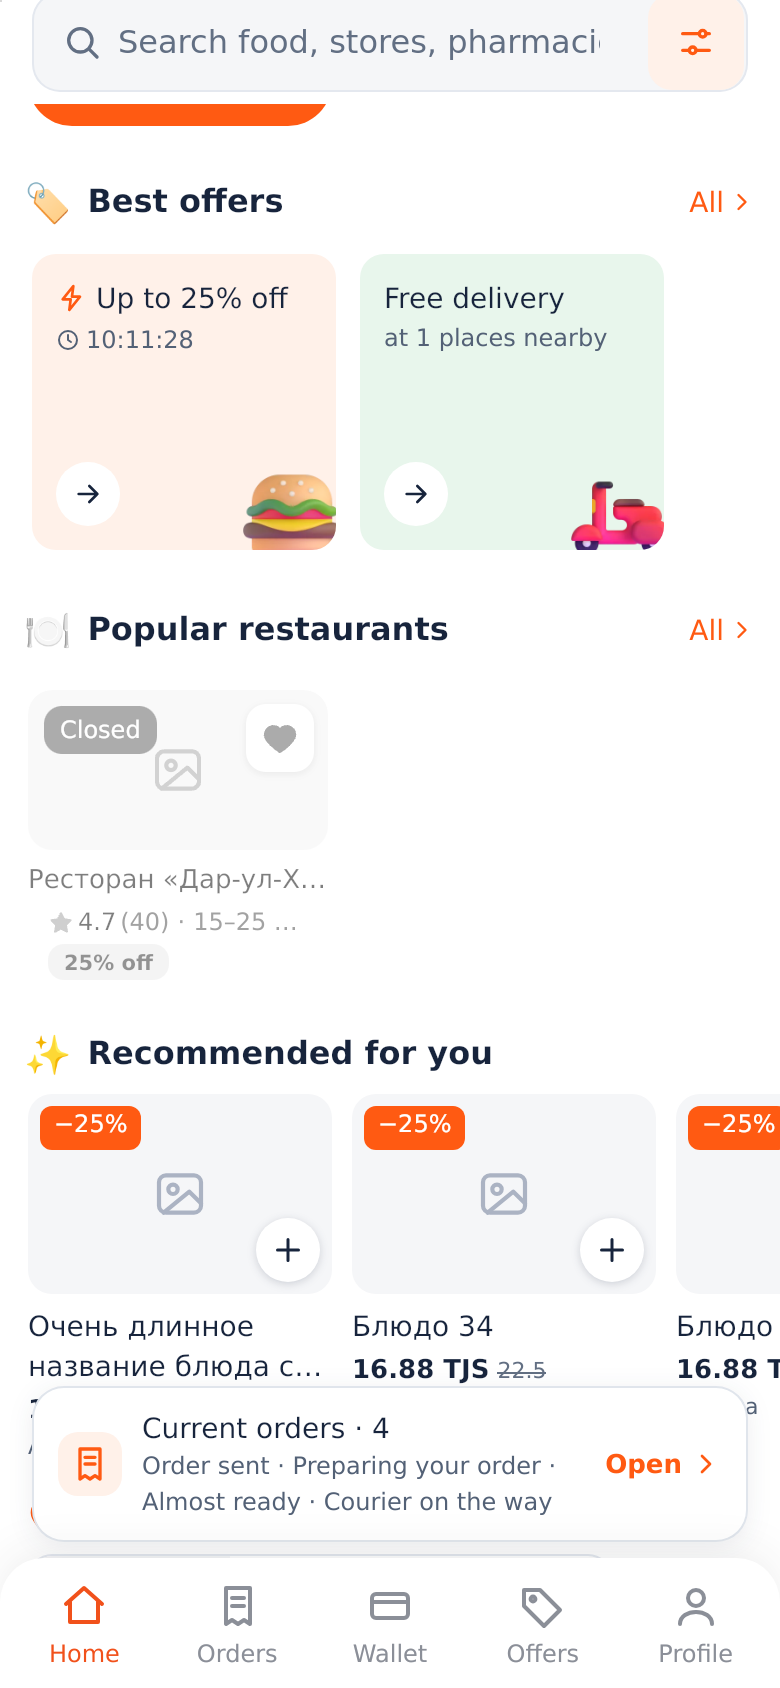 Search food, stores, pharmaci
Best offers
All
Up to 25% off
10:11:28
Free delivery
at 1 places nearby
Popular restaurants
All
Closed
Ресторан «Дар-ул-Х...
4.7 (40) · 15–25 ...
25% off
Recommended for you
−25%
−25%
−25%
Очень длинное
название блюда с...
Блюдо 34
16.88 TJS 22.5
Блюдо
16.88 T
Current orders · 4
Order sent · Preparing your order ·
Almost ready · Courier on the way
Open
Home
Orders
Wallet
Offers
Profile